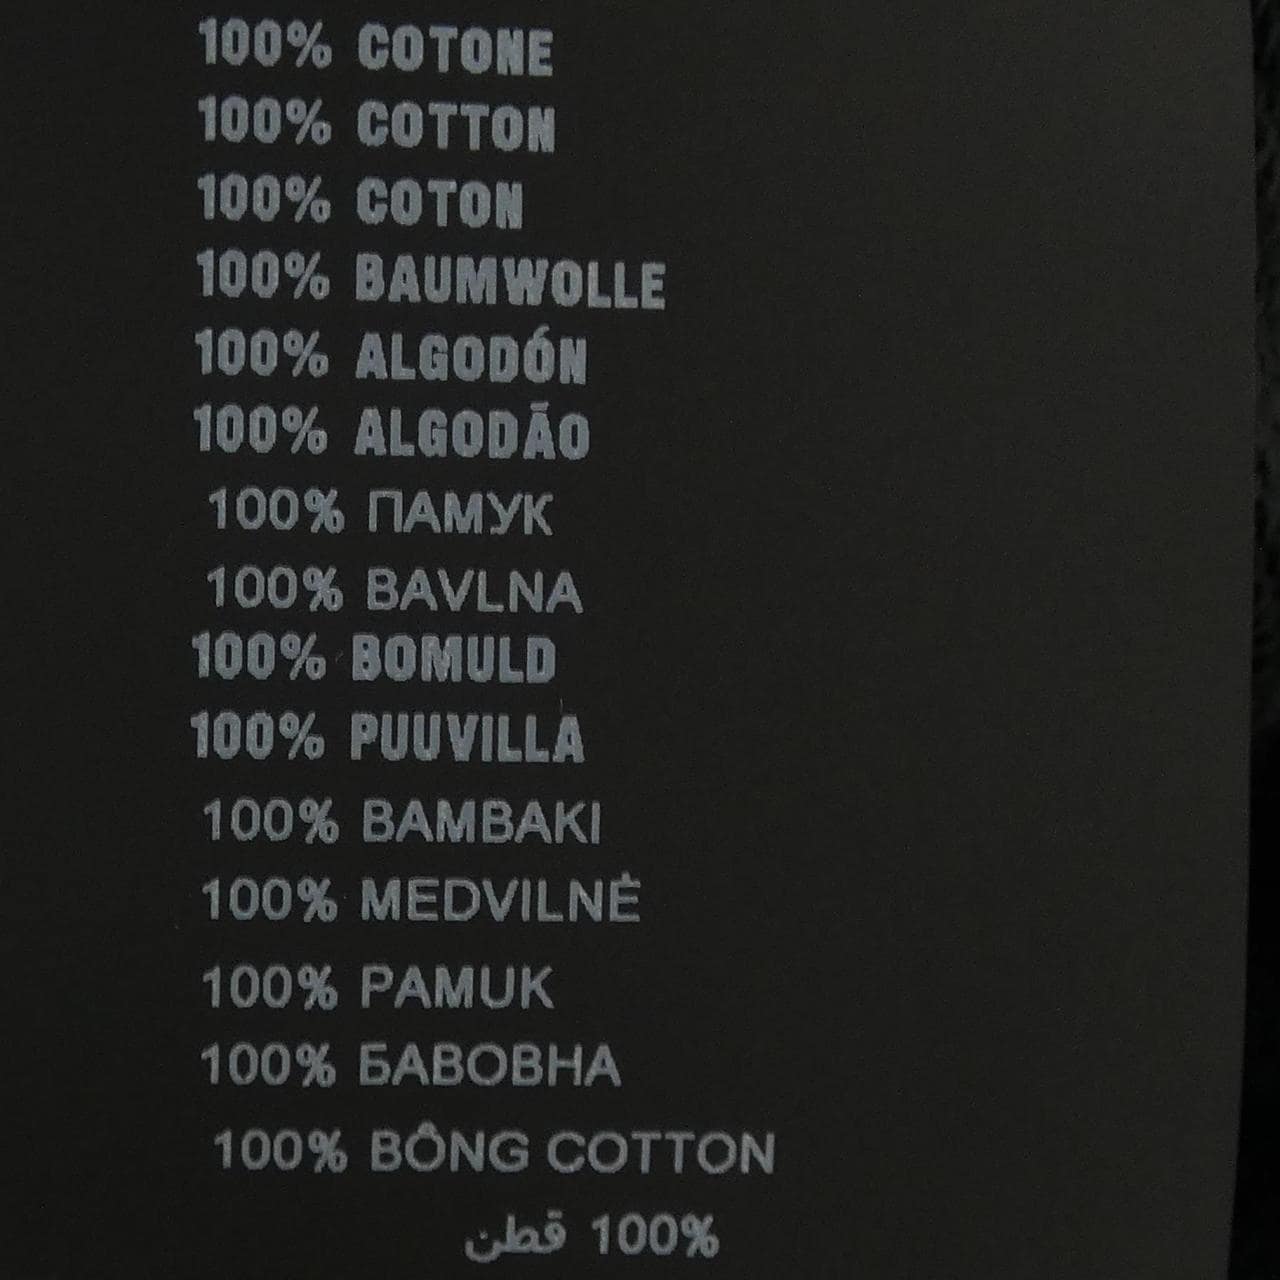 100% COTONE
100% COTTON
100% COTON
100% BAUMWOLLE
100% ALGODÓN
100% ALGODÃO
100% ПАМУК
100% BAVLNA
100% BOMULD
100% PUUVILLA
100% BAMBAKI
100% MEDVILNĖ
100% PAMUK
100% БАВОВНА
100% BÔNG COTTON
100% قطن